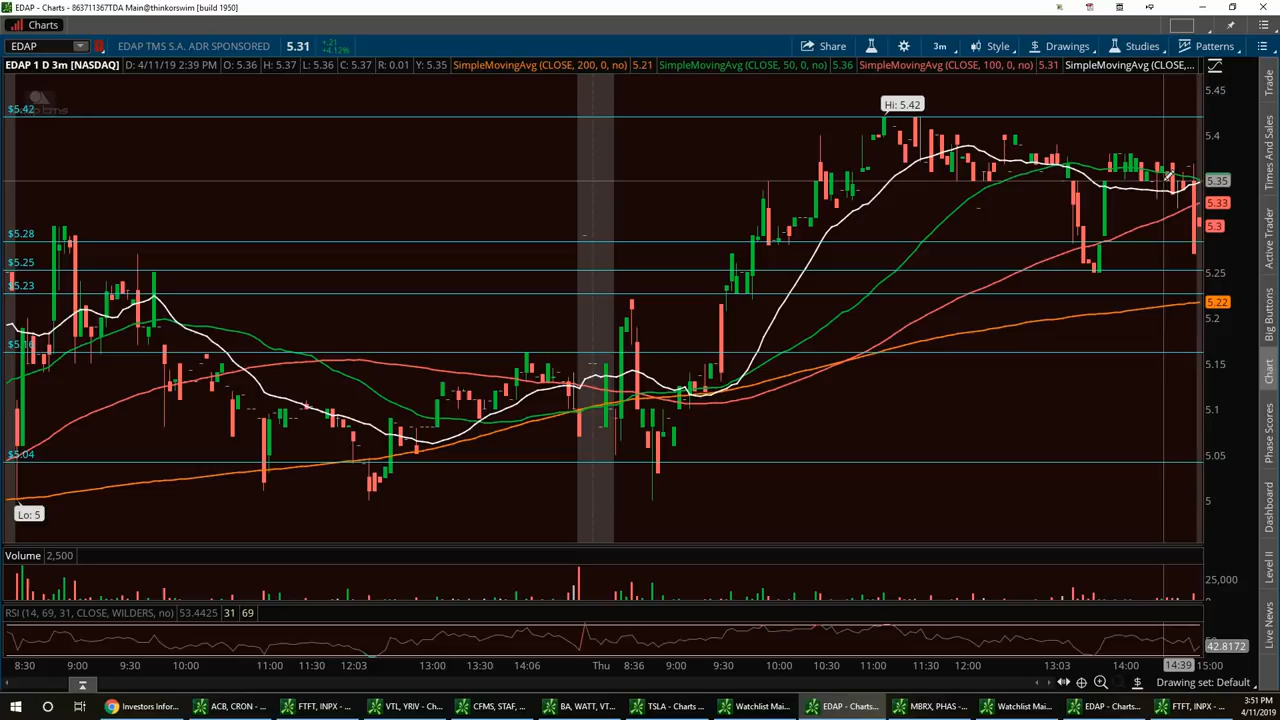 EDAP - Charts - 863711367TDA Main@thinkorswim [build 1950]
Charts
EDAP EDAP TMS S.A. ADR SPONSORED 5.31 +.21 +4.12% Share 3m Style Drawings Studies Patterns
EDAP 1 D 3m [NASDAQ] D: 4/11/19 2:39 PM O: 5.36 H: 5.37 L: 5.36 C: 5.37 R: 0.01 Y: 5.35 SimpleMovingAvg (CLOSE, 200, 0, no) 5.21 SimpleMovingAvg (CLOSE, 50, 0, no) 5.36 SimpleMovingAvg (CLOSE, 100, 0, no) 5.31 SimpleMovingAvg (CLOSE,...
5.45
Hi: 5.42
$5.42
5.4
5.35
5.33
5.3
$5.28
$5.25
5.25
$5.23
5.22
5.2
$5.16
5.15
5.1
$5.04
5.05
5
Lo: 5
Volume 2,500
25,000
RSI (14, 69, 31, CLOSE, WILDERS, no) 53.4425 31 69
42.8172
8:30 9:00 9:30 10:00 11:00 11:30 12:03 13:00 13:30 14:06 Thu 8:36 9:00 9:30 10:00 10:30 11:00 11:30 12:00 13:03 14:00 14:39 15:00
Drawing set: Default
Trade
Times And Sales
Active Trader
Big Buttons
Chart
Phase Scores
Dashboard
Level II
Live News
Investors Infor...
ACB, CRON - ...
FTFT, INPX - ...
VTL, YRIV - Ch...
CFMS, STAF, ...
BA, WATT, VT...
TSLA - Charts ...
Watchlist Mai...
EDAP - Charts...
MBRX, PHAS - ...
Watchlist Mai...
EDAP - Charts...
FTFT, INPX - ...
3:51 PM
4/11/2019